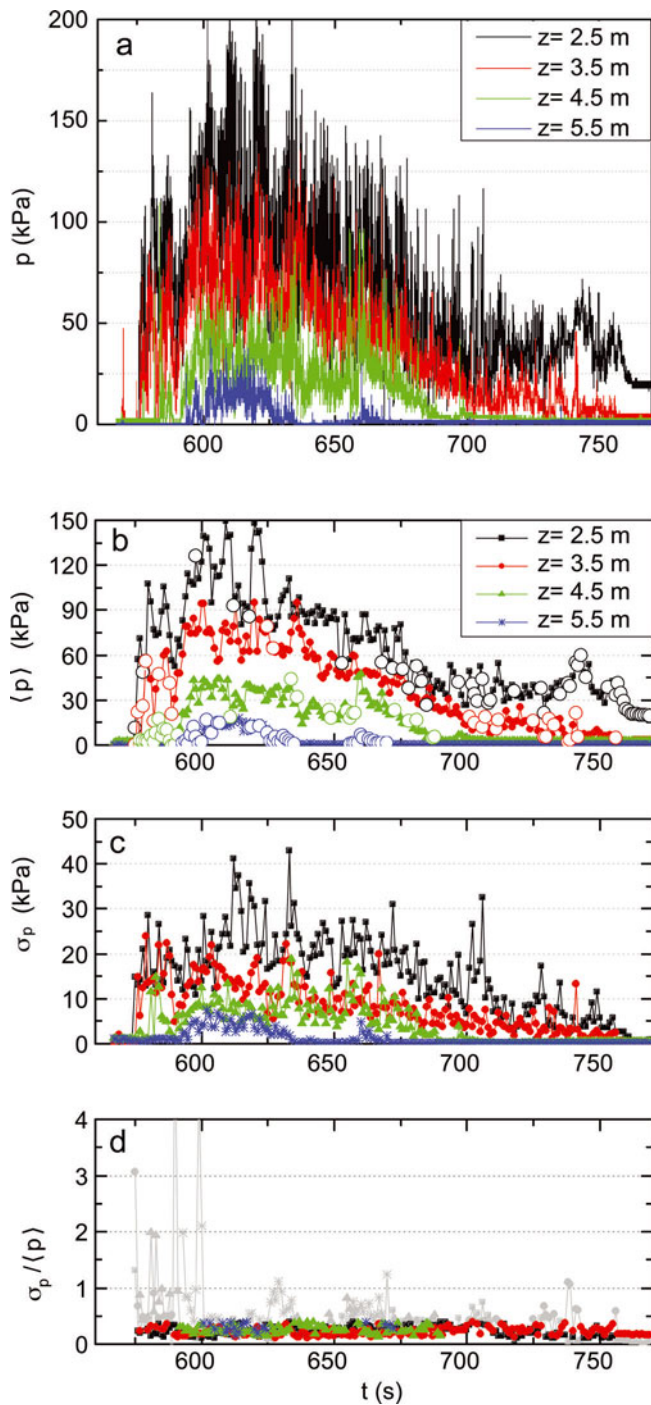 a
200
150
100
50
0
p (kPa)
z= 2.5 m
z= 3.5 m
z= 4.5 m
z= 5.5 m
600 650 700 750
b
150
120
90
60
30
0
⟨p⟩ (kPa)
z= 2.5 m
z= 3.5 m
z= 4.5 m
z= 5.5 m
600 650 700 750
c
50
40
30
20
10
0
σp (kPa)
600 650 700 750
d
4
3
2
1
0
σp / ⟨p⟩
600 650 700 750
t (s)